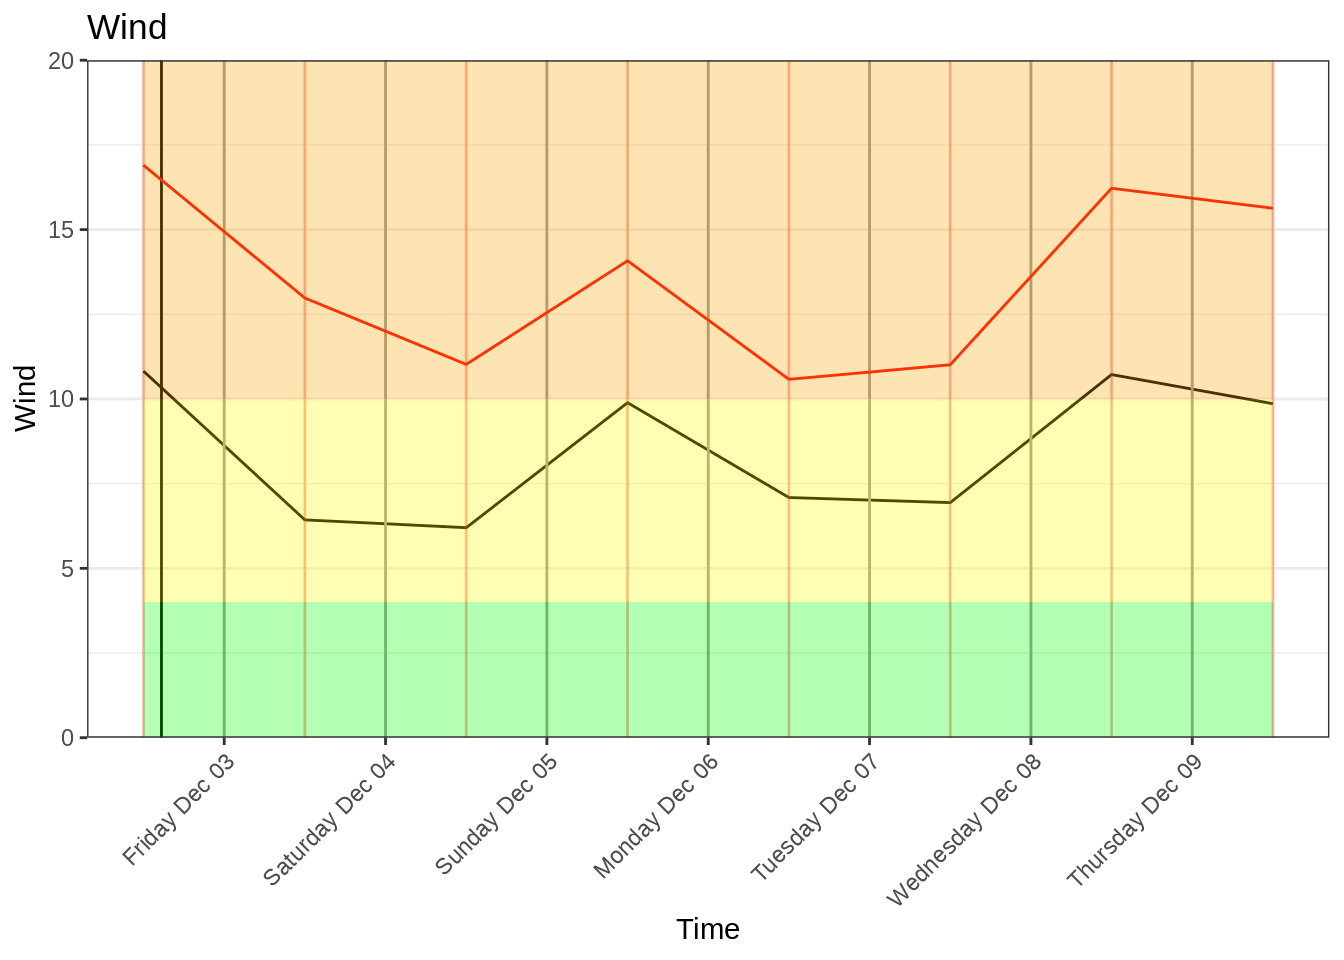 Wind
20
15
10
5
0
Wind
Friday Dec 03
Saturday Dec 04
Sunday Dec 05
Monday Dec 06
Tuesday Dec 07
Wednesday Dec 08
Thursday Dec 09
Time